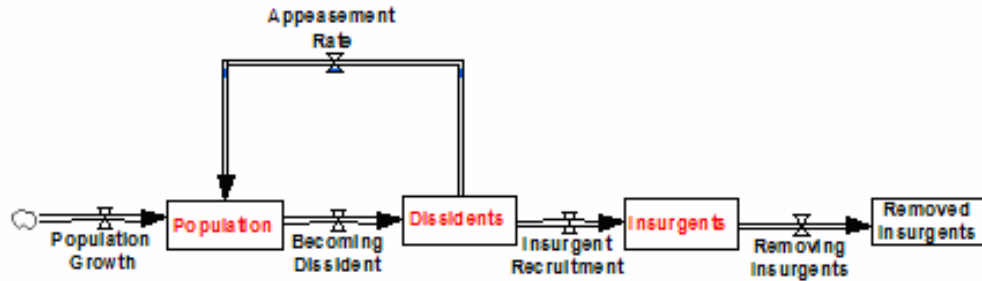 Appeasement
Rate
Population
Growth
Population
Becoming
Dissident
Dissidents
Insurgent
Recruitment
Insurgents
Removing
Insurgents
Removed
Insurgents